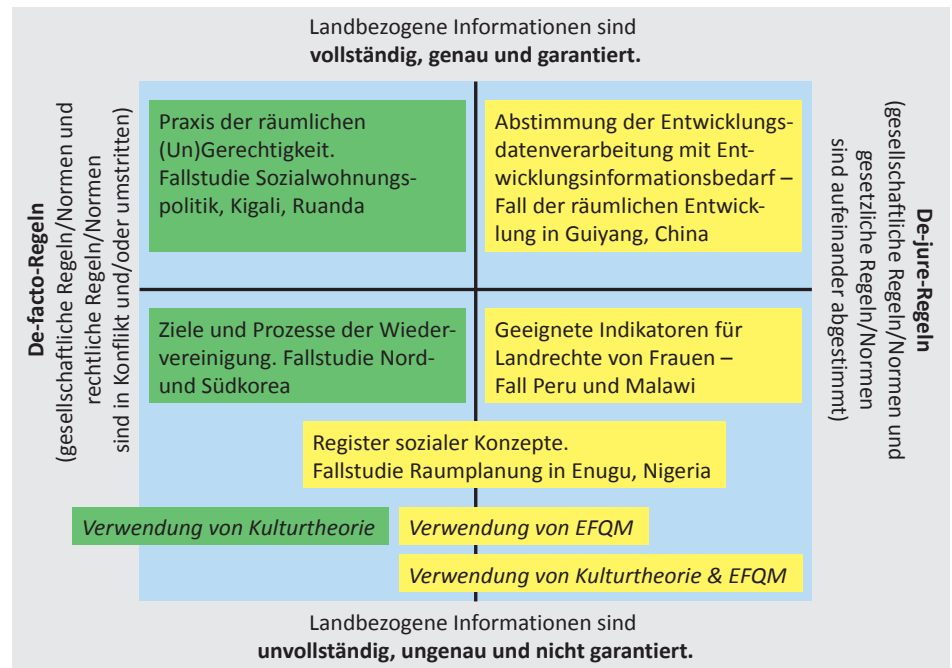 Landbezogene Informationen sind
vollständig, genau und garantiert.
De-facto-Regeln
(gesellschaftliche Regeln/Normen und
rechtliche Regeln/Normen
sind in Konflikt und/oder umstritten)
Praxis der räumlichen
(Un)Gerechtigkeit.
Fallstudie Sozialwohnungs-
politik, Kigali, Ruanda
Abstimmung der Entwicklungs-
datenverarbeitung mit Ent-
wicklungsinformationsbedarf –
Fall der räumlichen Entwick-
lung in Guiyang, China
Ziele und Prozesse der Wieder-
vereinigung. Fallstudie Nord-
und Südkorea
Geeignete Indikatoren für
Landrechte von Frauen –
Fall Peru und Malawi
Register sozialer Konzepte.
Fallstudie Raumplanung in Enugu, Nigeria
Verwendung von Kulturtheorie
Verwendung von EFQM
Verwendung von Kulturtheorie & EFQM
De-jure-Regeln
(gesellschaftliche Regeln/Normen und
gesetzliche Regeln/Normen
sind aufeinander abgestimmt)
Landbezogene Informationen sind
unvollständig, ungenau und nicht garantiert.